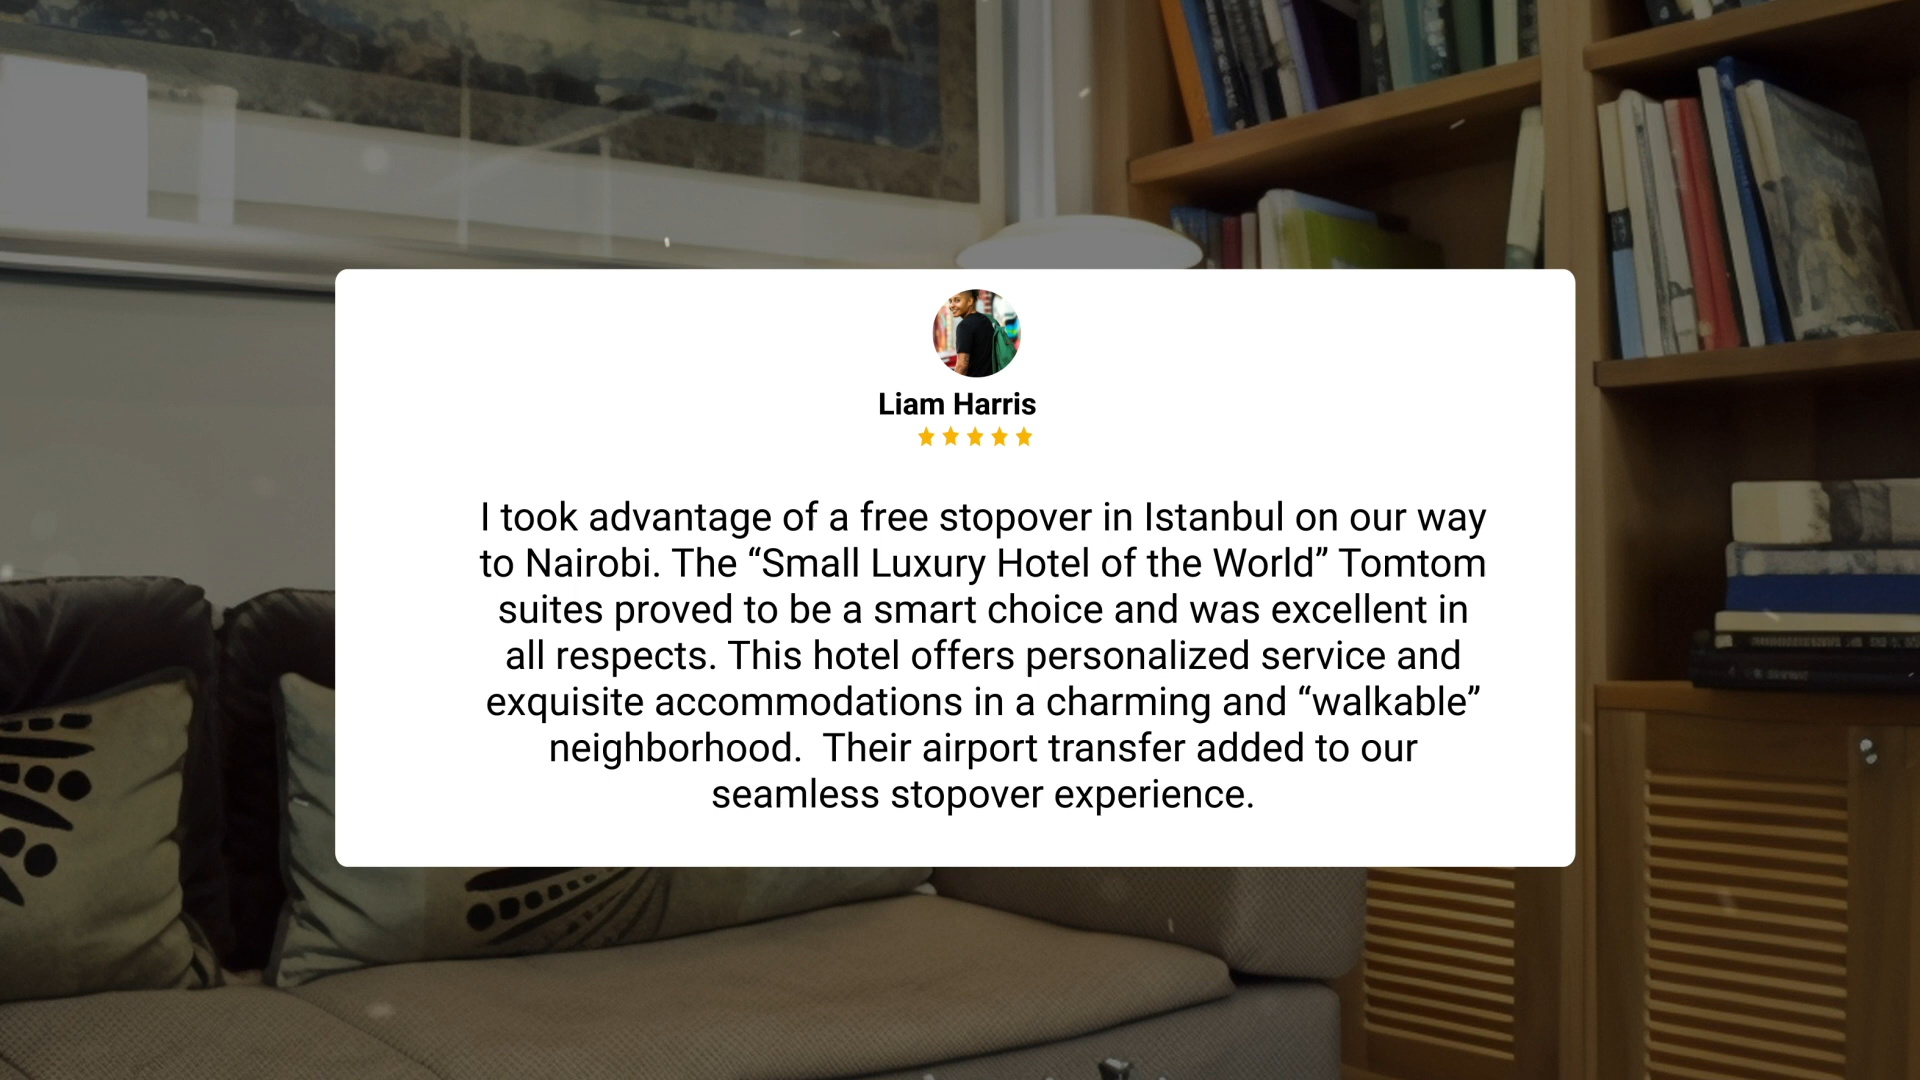 Liam Harris
I took advantage of a free stopover in Istanbul on our way
to Nairobi. The “Small Luxury Hotel of the World” Tomtom
suites proved to be a smart choice and was excellent in
all respects. This hotel offers personalized service and
exquisite accommodations in a charming and “walkable”
neighborhood.  Their airport transfer added to our
seamless stopover experience.